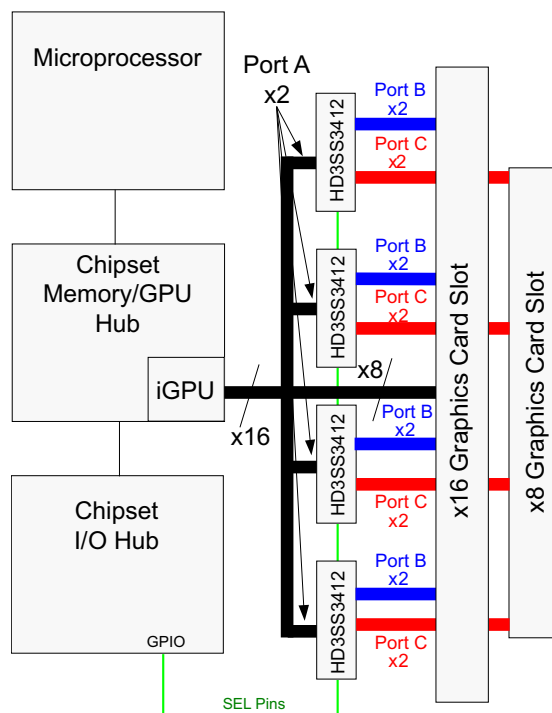 Microprocessor
Port A
x2
Chipset
Memory/GPU
Hub
iGPU
x16
x8
Chipset
I/O Hub
GPIO
SEL Pins
HD3SS3412
Port B
x2
Port C
x2
HD3SS3412
Port B
x2
Port C
x2
HD3SS3412
Port B
x2
Port C
x2
HD3SS3412
Port B
x2
Port C
x2
x16 Graphics Card Slot
x8 Graphics Card Slot